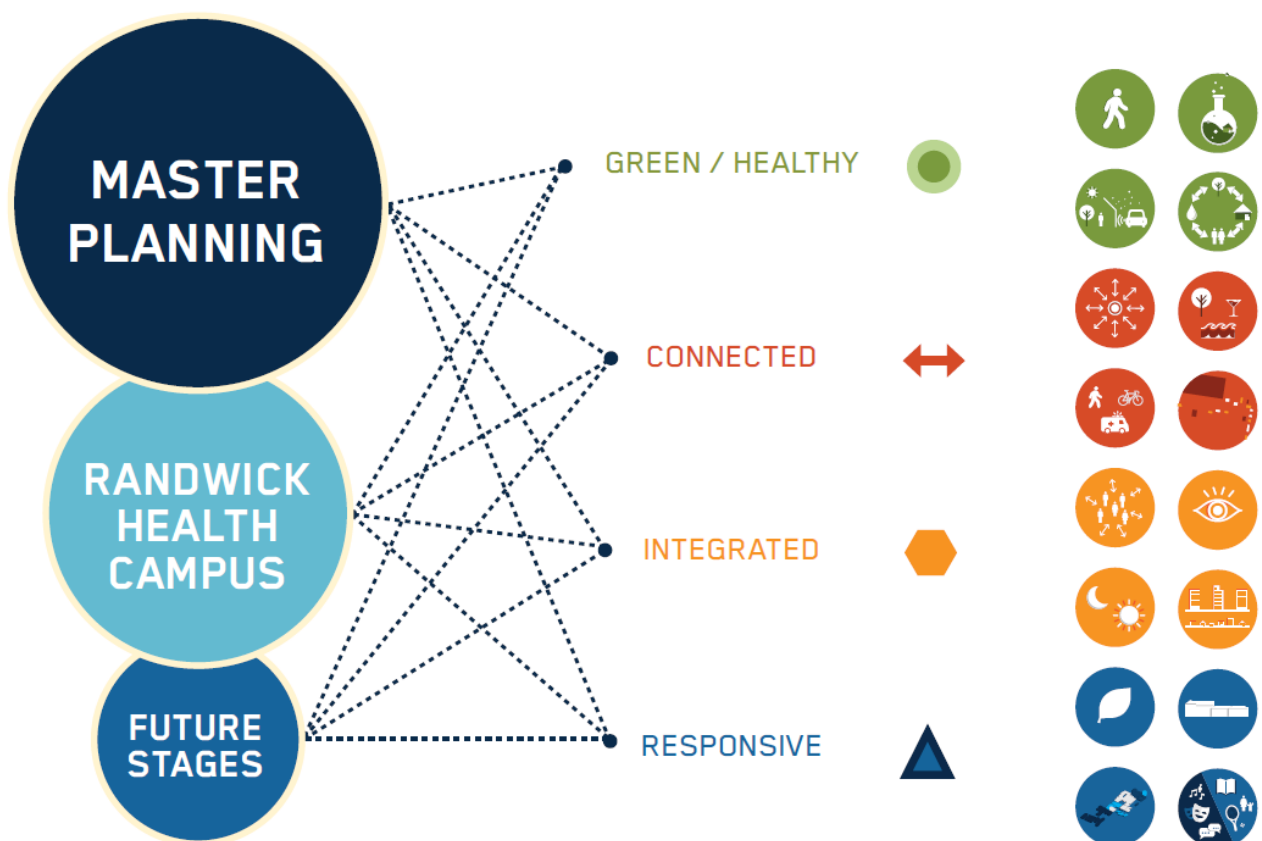 MASTER
PLANNING
RANDWICK
HEALTH
CAMPUS
FUTURE
STAGES
GREEN / HEALTHY
CONNECTED
INTEGRATED
RESPONSIVE